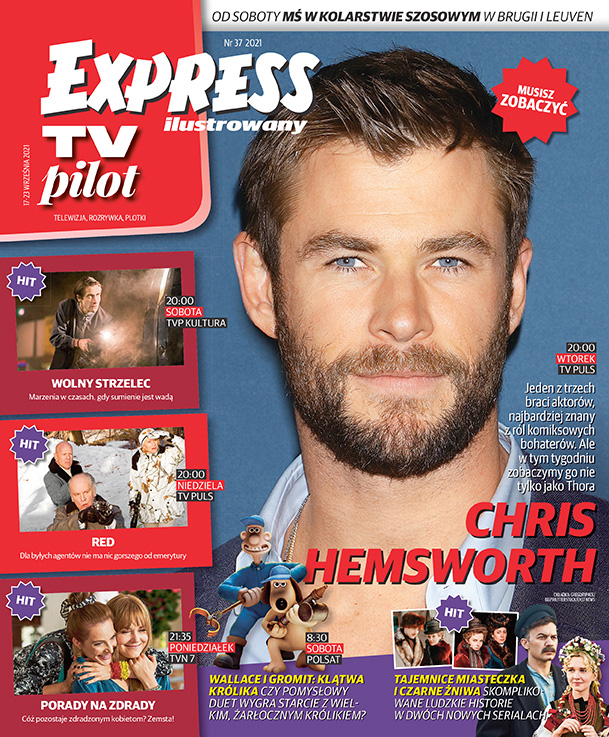 OD SOBOTY MŚ W KOLARSTWIE SZOSOWYM W BRUGII I LEUVEN
Nr 37 2021
EXPRESS
ilustrowany
TV
pilot
17-23 WRZEŚNIA 2021
TELEWIZJA, ROZRYWKA, PLOTKI
MUSISZ
ZOBACZYĆ
HIT
20:00
SOBOTA
TVP KULTURA
WOLNY STRZELEC
Marzenia w czasach, gdy sumienie jest wadą
HIT
20:00
NIEDZIELA
TV PULS
RED
Dla byłych agentów nie ma nic gorszego od emerytury
HIT
21:35
PONIEDZIAŁEK
TVN 7
PORADY NA ZDRADY
Cóż pozostaje zdradzonym kobietom? Zemsta!
20:00
WTOREK
TV PULS
Jeden z trzech
braci aktorów,
najbardziej znany
z ról komiksowych
bohaterów. Ale
w tym tygodniu
zobaczymy go nie
tylko jako Thora
CHRIS
HEMSWORTH
8:30
SOBOTA
POLSAT
WALLACE I GROMIT: KLĄTWA
KRÓLIKA CZY POMYSŁOWY
DUET WYGRA STARCIE Z WIEL-
KIM, ŻARŁOCZNYM KRÓLIKIEM?
HIT
TAJEMNICE MIASTECZKA
I CZARNE ŻNIWA SKOMPLIKO-
WANE LUDZKIE HISTORIE
W DWÓCH NOWYCH SERIALACH